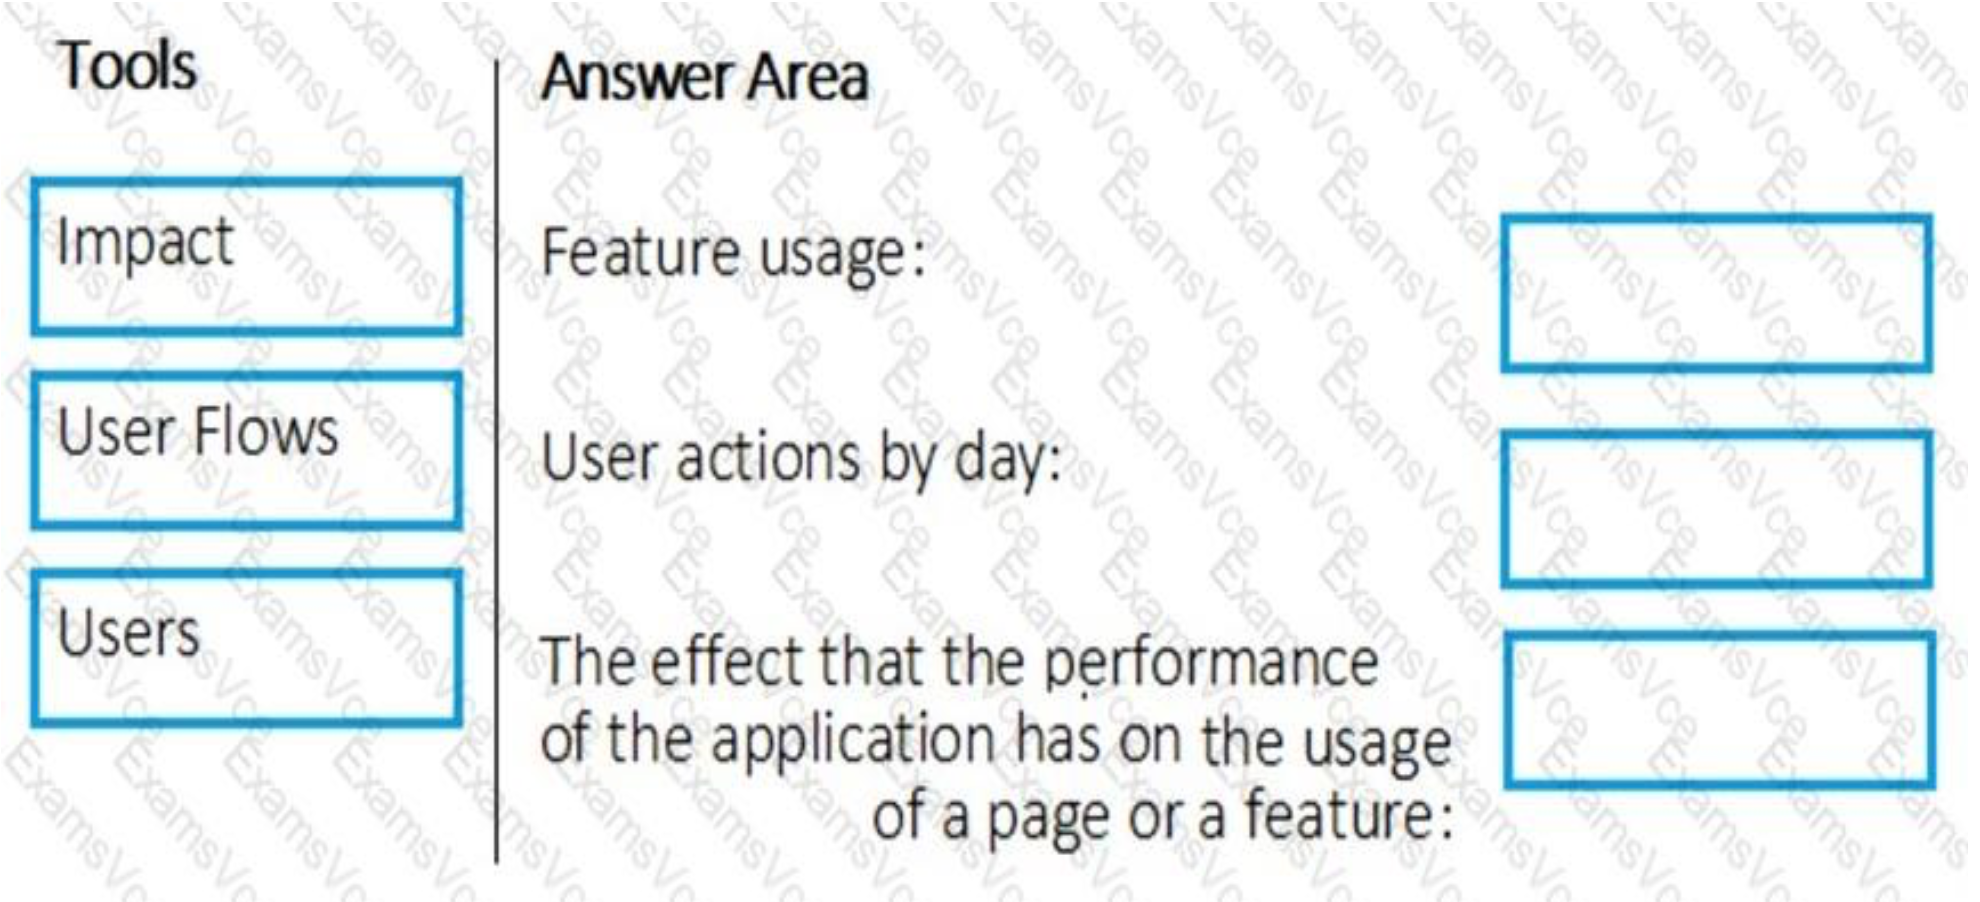 Tools
Impact
User Flows
Users
Answer Area
Feature usage:
User actions by day:
The effect that the performance
of the application has on the usage
of a page or a feature:
ExamsVce